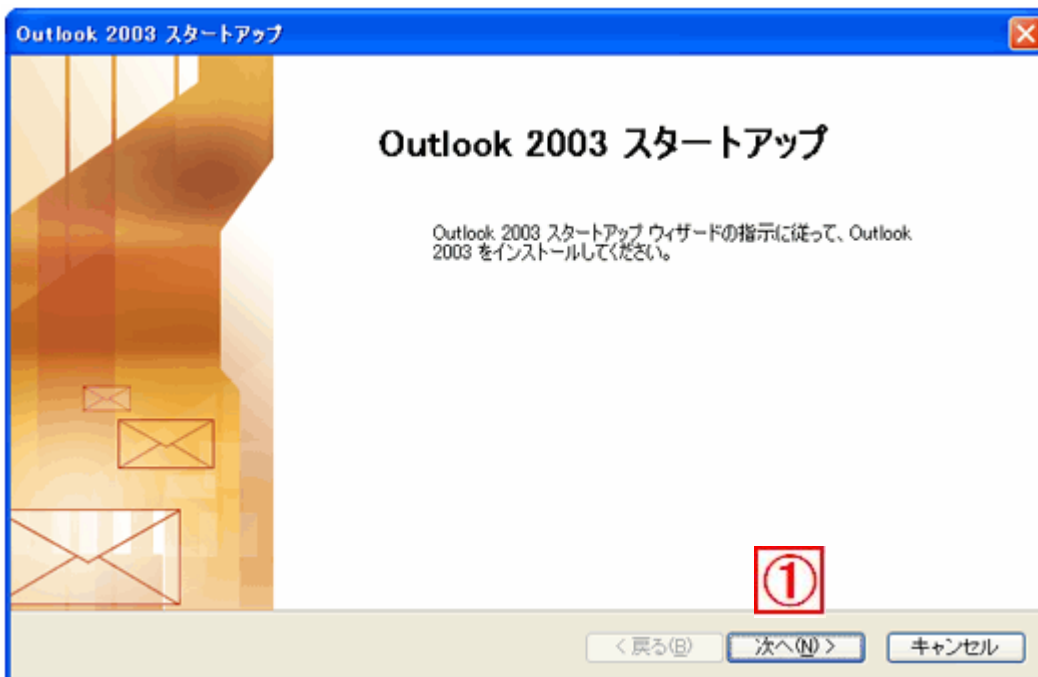 Outlook 2003 スタートアップ
Outlook 2003 スタートアップ
Outlook 2003 スタートアップ ウィザードの指示に従って、Outlook
2003 をインストールしてください。
①
< 戻る(B) 次へ(N) > キャンセル